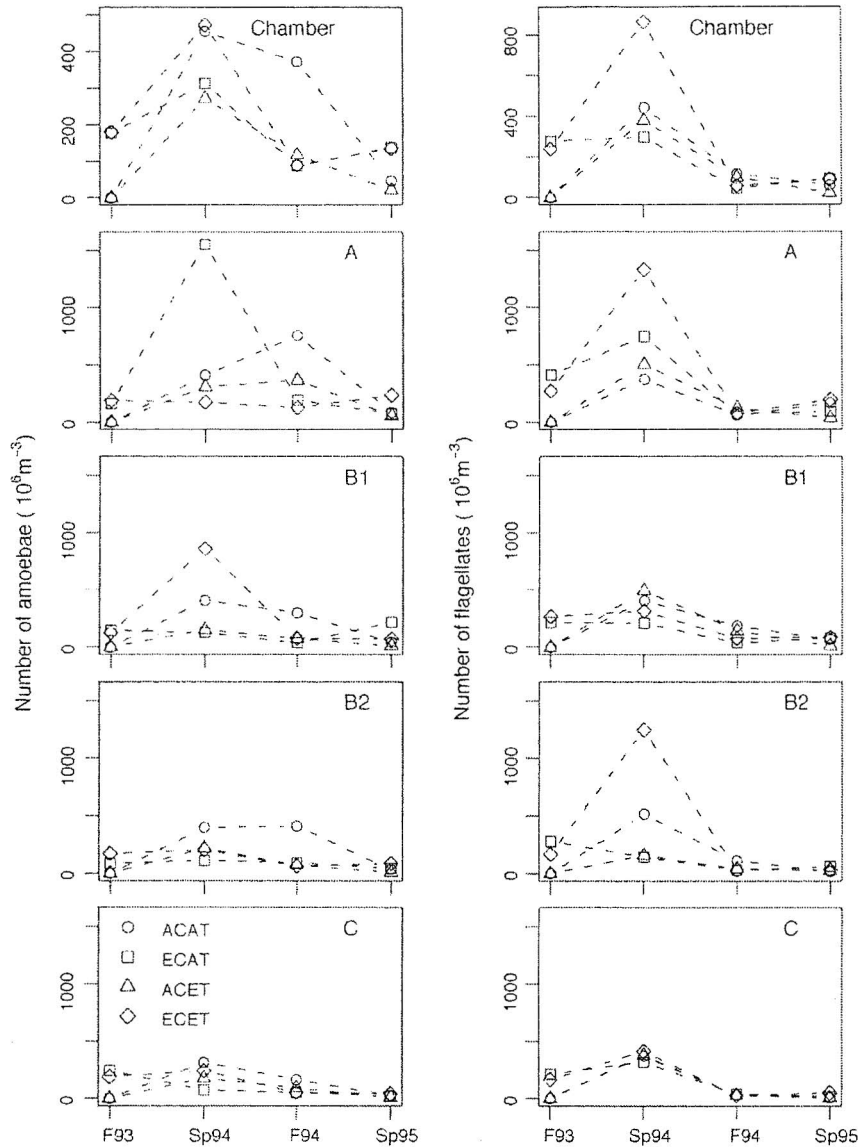 Number of amoebae ( 10⁶m⁻³)
Chamber
400
200
0
A
1000
0
B1
1000
0
B2
1000
0
C
1000
0
ACAT
ECAT
ACET
ECET
F93 Sp94 F94 Sp95
Number of flagellates ( 10⁶m⁻³)
Chamber
800
400
0
A
1000
0
B1
1000
0
B2
1000
0
C
1000
0
F93 Sp94 F94 Sp95